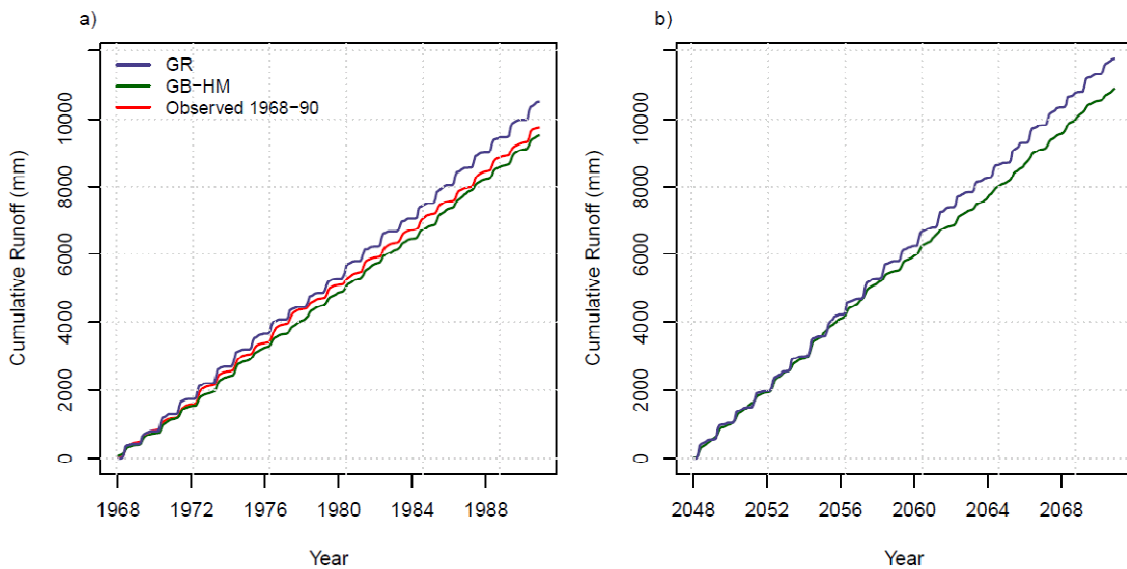 a)
GR
GB-HM
Observed 1968-90
Cumulative Runoff (mm)
0
2000
4000
6000
8000
10000
1968
1972
1976
1980
1984
1988
Year
b)
Cumulative Runoff (mm)
0
2000
4000
6000
8000
10000
2048
2052
2056
2060
2064
2068
Year